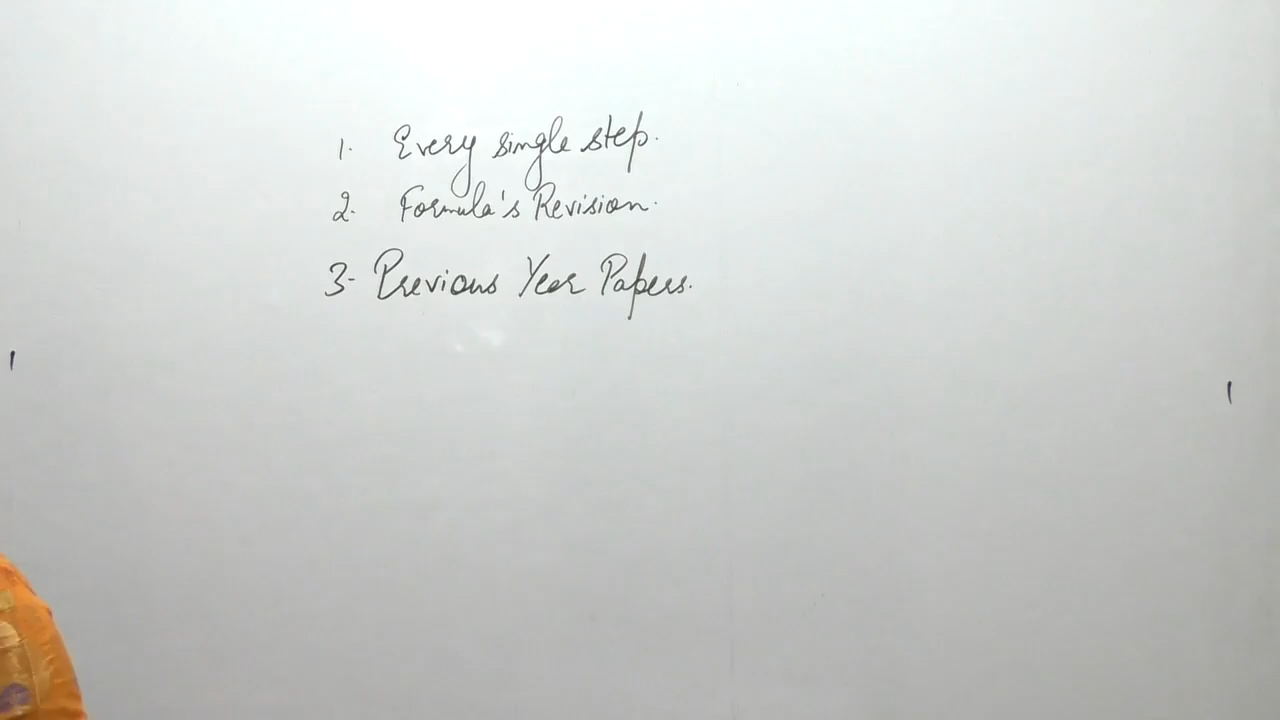 1. Every single step.
2. Formula's Revision.
3- Previous Year Papers.